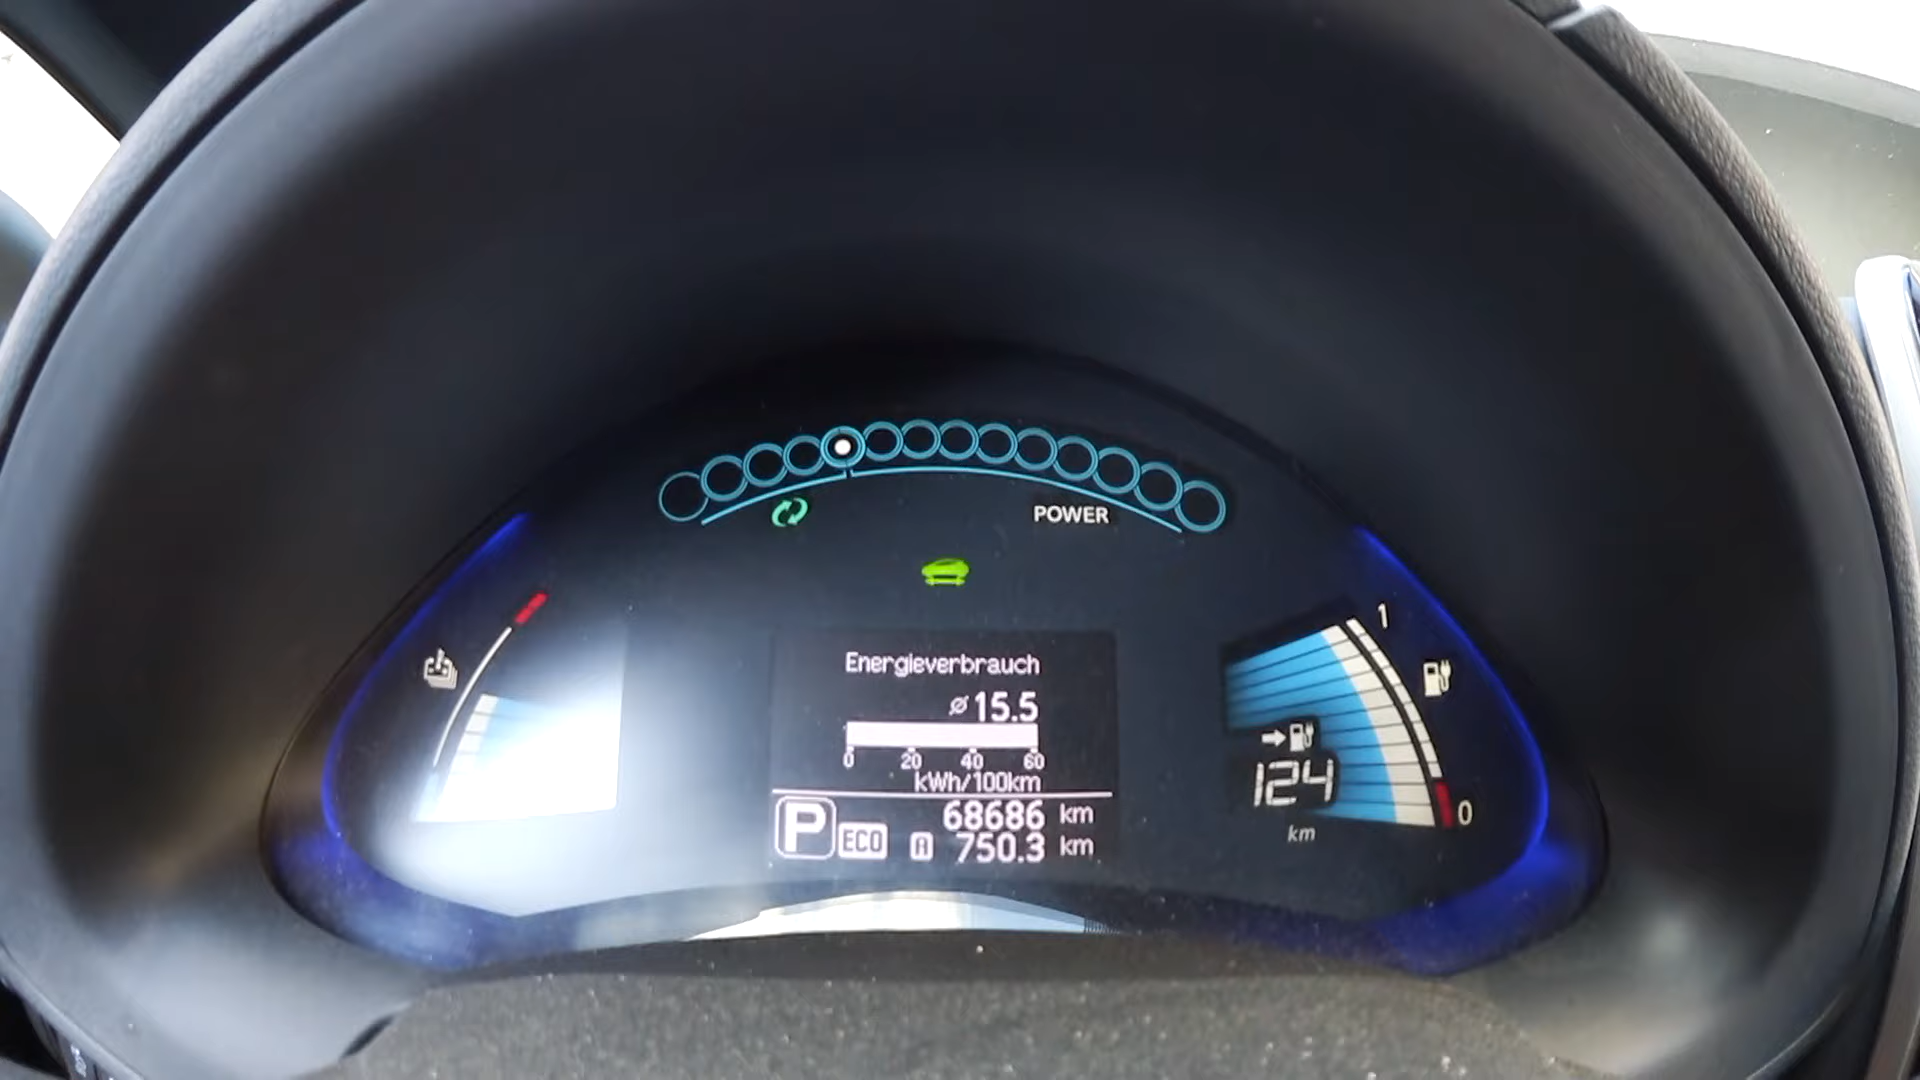 POWER
Energieverbrauch
⌀ 15.5
0 20 40 60
kWh/100km
P ECO
68686 km
A 750.3 km
1
124
km
0